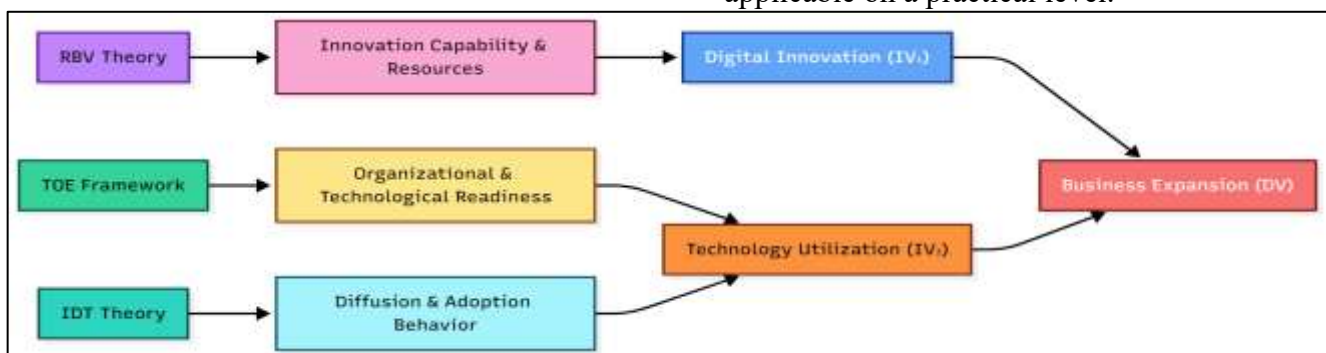 applicable on a practical level.
RBV Theory
Innovation Capability &
Resources
Digital Innovation (IV₁)
TOE Framework
Organizational &
Technological Readiness
Business Expansion (DV)
Technology Utilization (IV₂)
IDT Theory
Diffusion & Adoption
Behavior